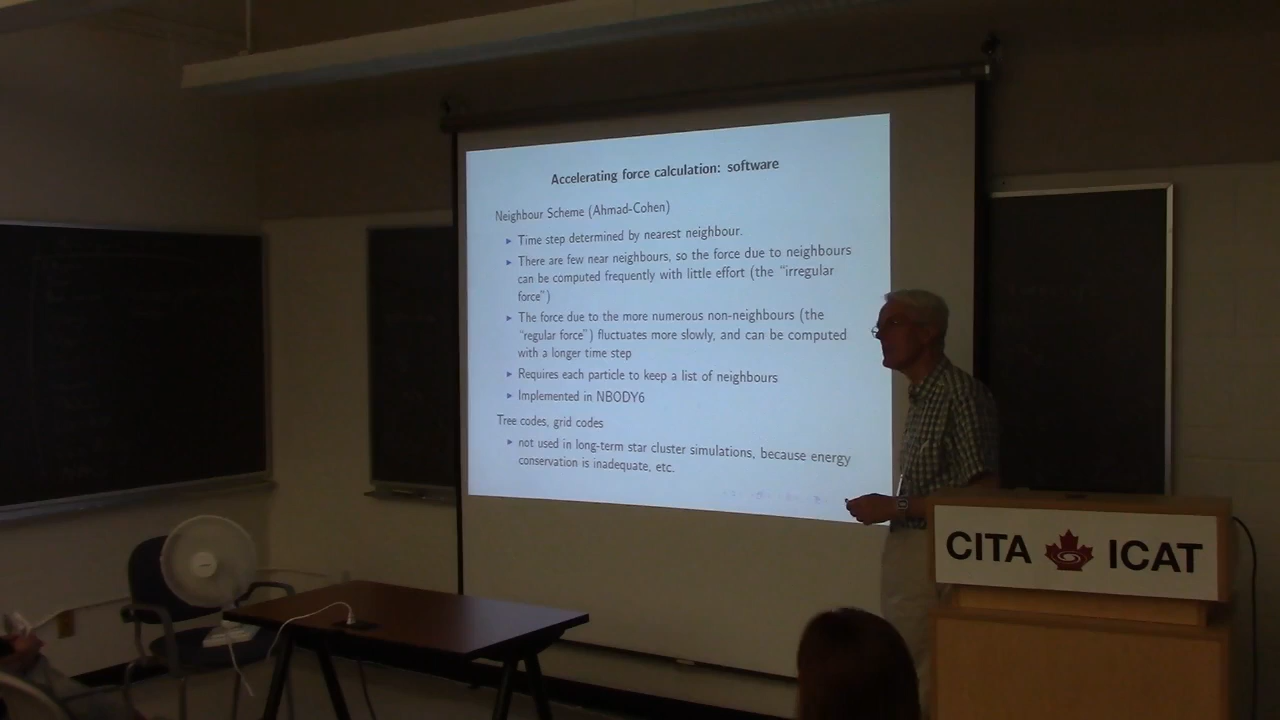 Accelerating force calculation: software
Neighbour Scheme (Ahmad-Cohen)
Time step determined by nearest neighbour.
There are few near neighbours, so the force due to neighbours
can be computed frequently with little effort (the "irregular
force")
The force due to the more numerous non-neighbours (the
"regular force") fluctuates more slowly, and can be computed
with a longer time step
Requires each particle to keep a list of neighbours
Implemented in NBODY6
Tree codes, grid codes
not used in long-term star cluster simulations, because energy
conservation is inadequate, etc.
CITA ICAT